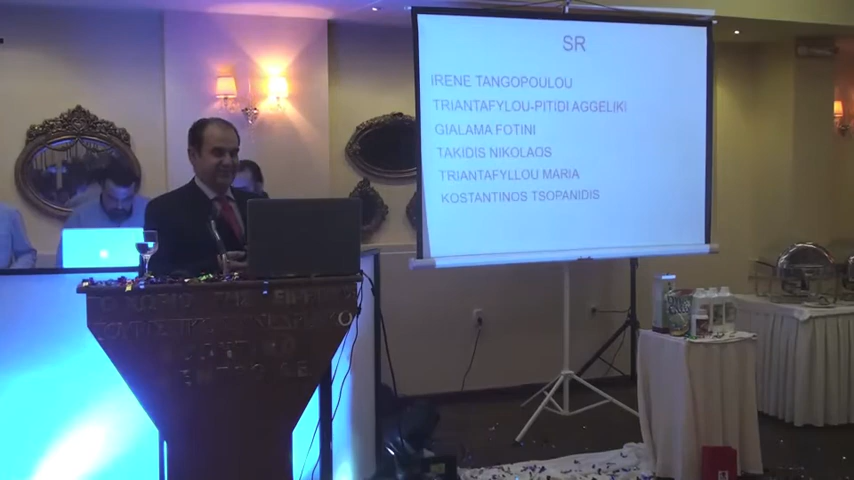 SR
IRENE TANGOPOULOU
TRIANTAFYLOU-PITIDI AGGELIKI
GIALAMA FOTINI
TAKIDIS NIKOLAOS
TRIANTAFYLLOU MARIA
KOSTANTINOS TSOPANIDIS